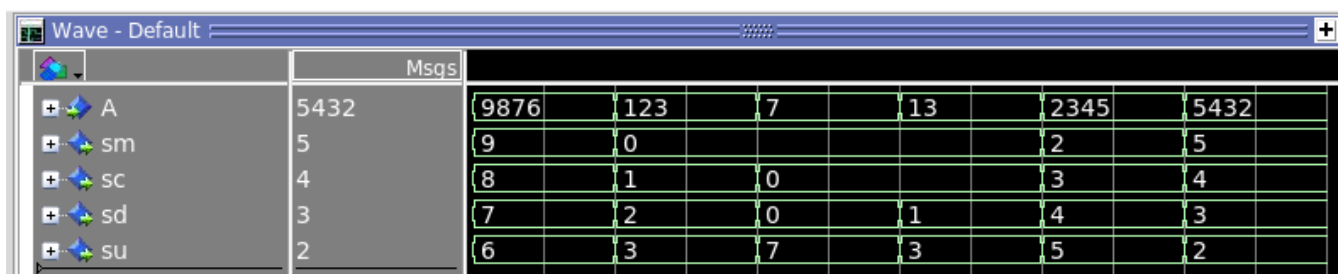 Wave - Default
Msgs
A 5432 9876 123 7 13 2345 5432
sm 5 9 0 2 5
sc 4 8 1 0 3 4
sd 3 7 2 0 1 4 3
su 2 6 3 7 3 5 2